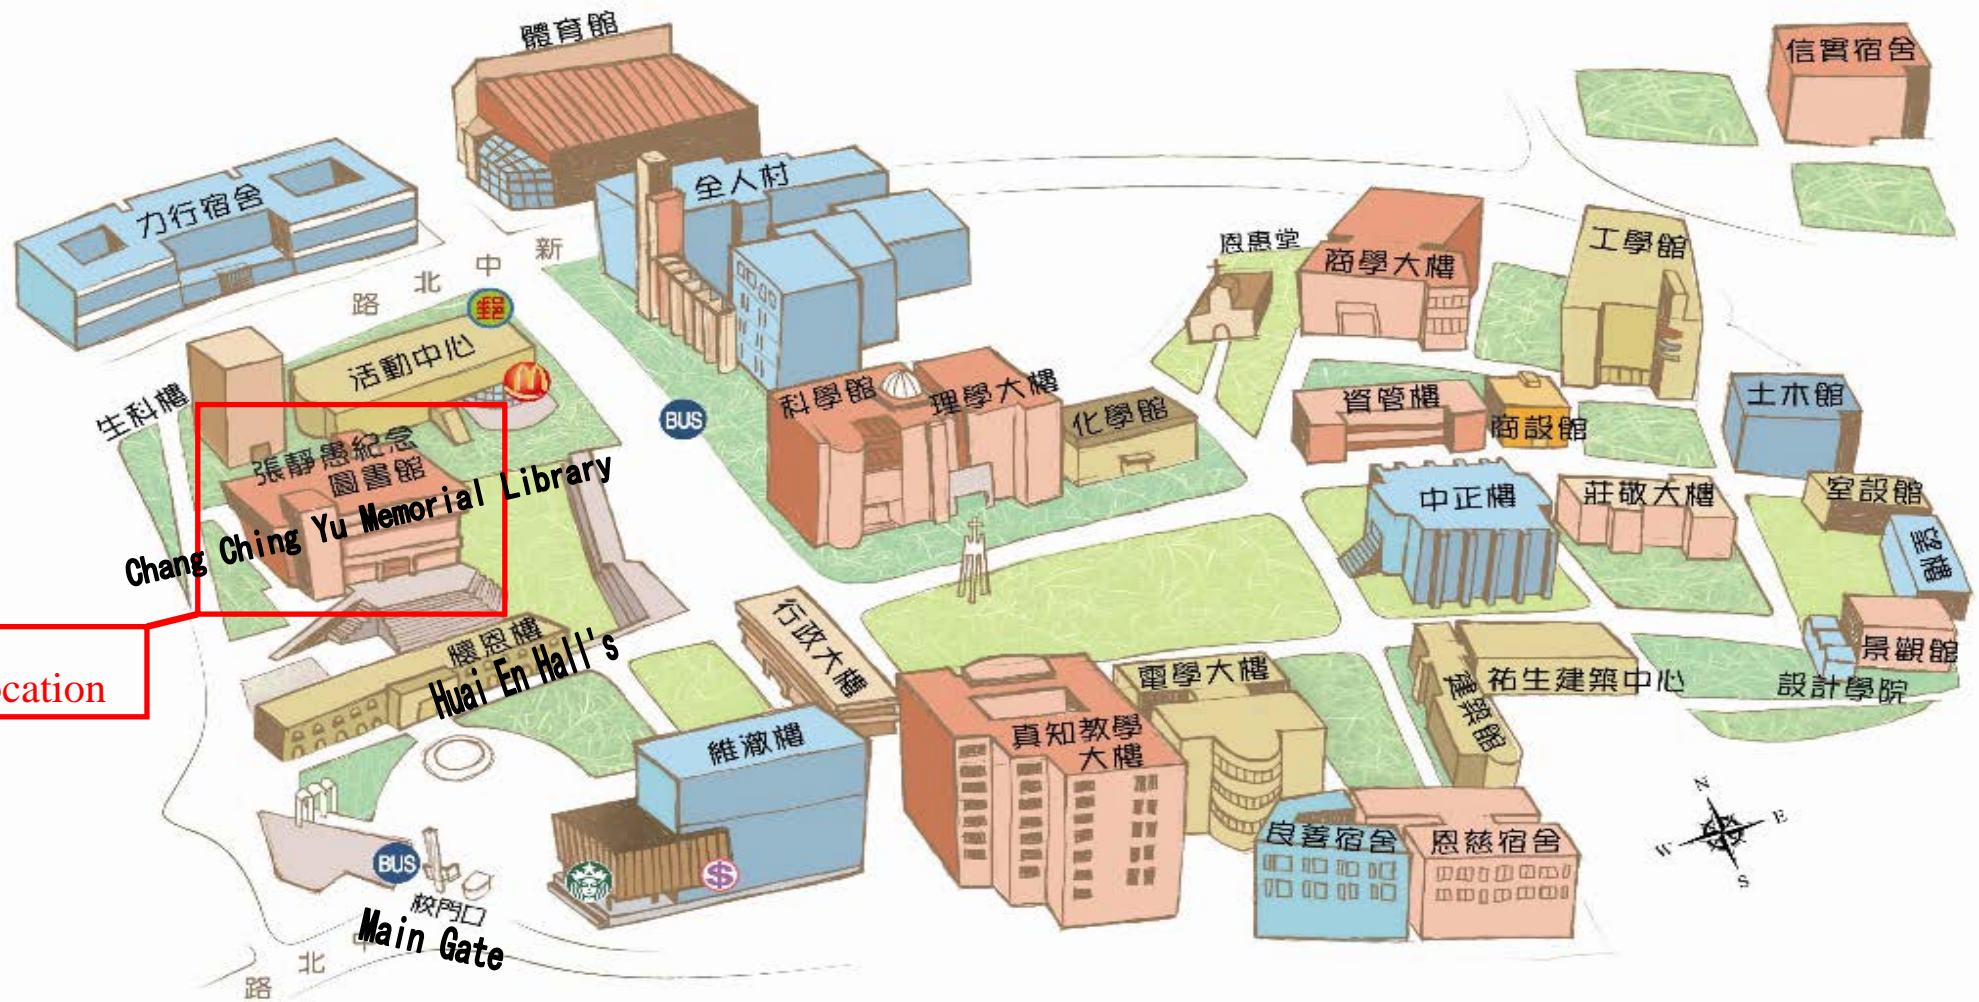 體育館
信實宿舍
全人村
力行宿舍
新
中
北
路
郵
恩惠堂
商學大樓
工學館
活動中心
生科樓
科學館
理學大樓
化學館
BUS
資管樓
商設館
土木館
張靜愚紀念
圖書館
Chang Ching Yu Memorial Library
中正樓
莊敬大樓
室設館
望樓
行政大樓
懷恩樓
Huai En Hall's
cation
電學大樓
建築館
祐生建築中心
景觀館
設計學院
維澈樓
真知教學
大樓
良善宿舍
恩慈宿舍
N
E
W
S
BUS
$
校門口
Main Gate
中
北
路